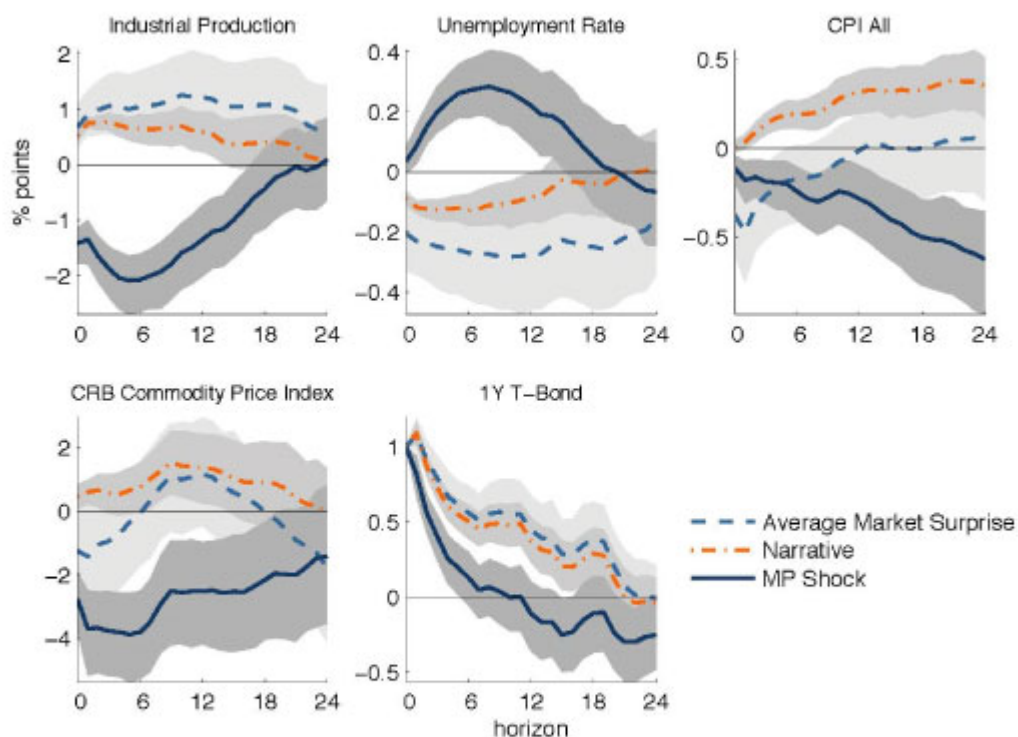 Industrial Production
Unemployment Rate
CPI All
% points
2
1
0
−1
−2
0 6 12 18 24
0.4
0.2
0
−0.2
−0.4
0 6 12 18 24
0.5
0
−0.5
0 6 12 18 24
CRB Commodity Price Index
1Y T−Bond
2
0
−2
−4
0 6 12 18 24
1
0.5
0
−0.5
0 6 12 18 24
horizon
Average Market Surprise
Narrative
MP Shock